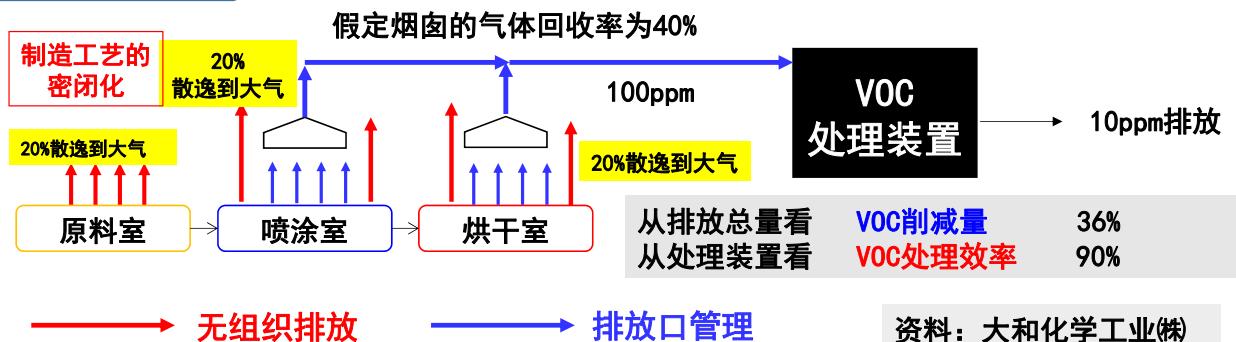 假定烟囱的气体回收率为40%
制造工艺的
密闭化
20%
散逸到大气
100ppm
VOC
处理装置
10ppm排放
20%散逸到大气
20%散逸到大气
原料室
喷涂室
烘干室
从排放总量看 VOC削减量 36%
从处理装置看 VOC处理效率 90%
无组织排放
排放口管理
资料：大和化学工业㈱